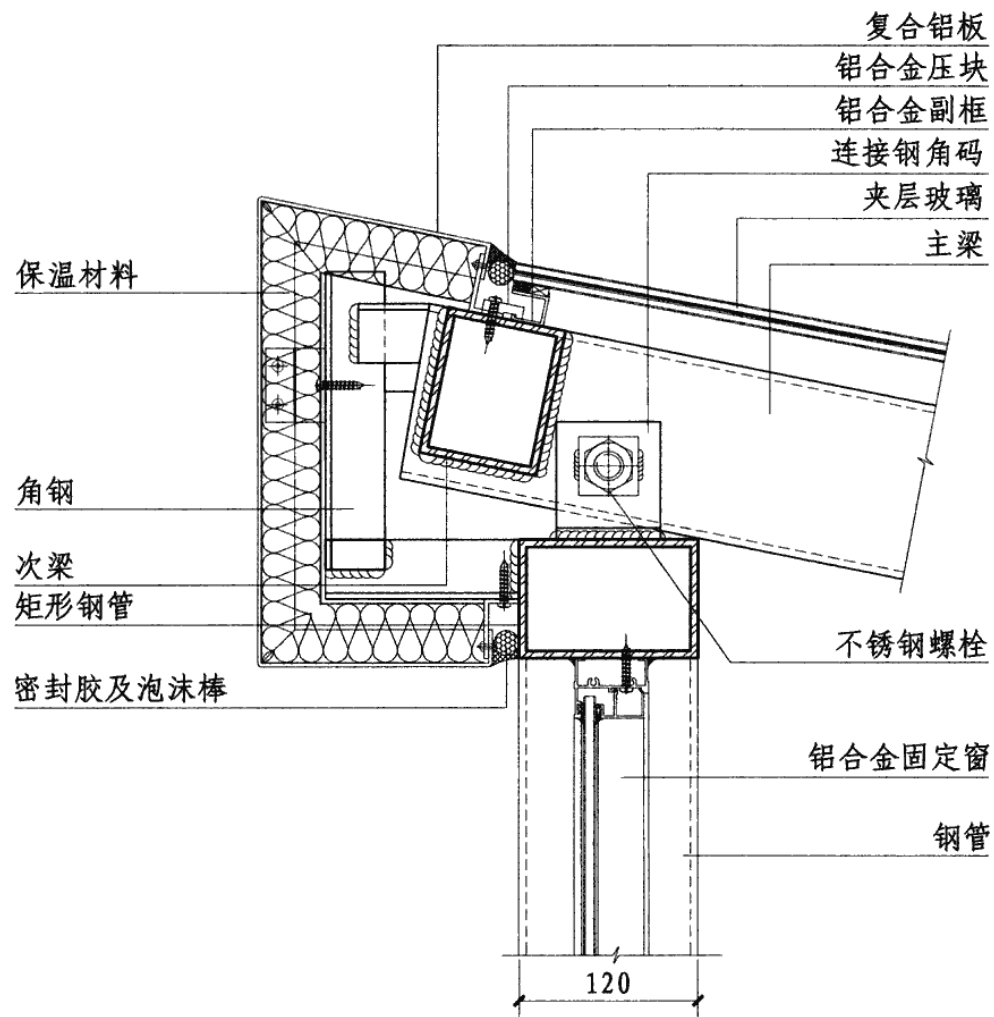 复合铝板
铝合金压块
铝合金副框
连接钢角码
夹层玻璃
主梁
保温材料
角钢
次梁
矩形钢管
密封胶及泡沫棒
不锈钢螺栓
铝合金固定窗
钢管
120